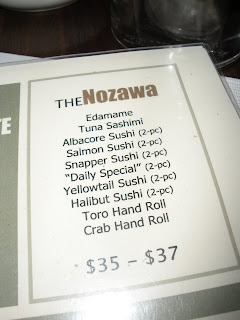 THE Nozawa
Edamame
Tuna Sashimi
Albacore Sushi (2-pc)
Salmon Sushi (2-pc)
Snapper Sushi (2-pc)
“Daily Special” (2-pc)
Yellowtail Sushi (2-pc)
Halibut Sushi (2-pc)
Toro Hand Roll
Crab Hand Roll
$35 – $37